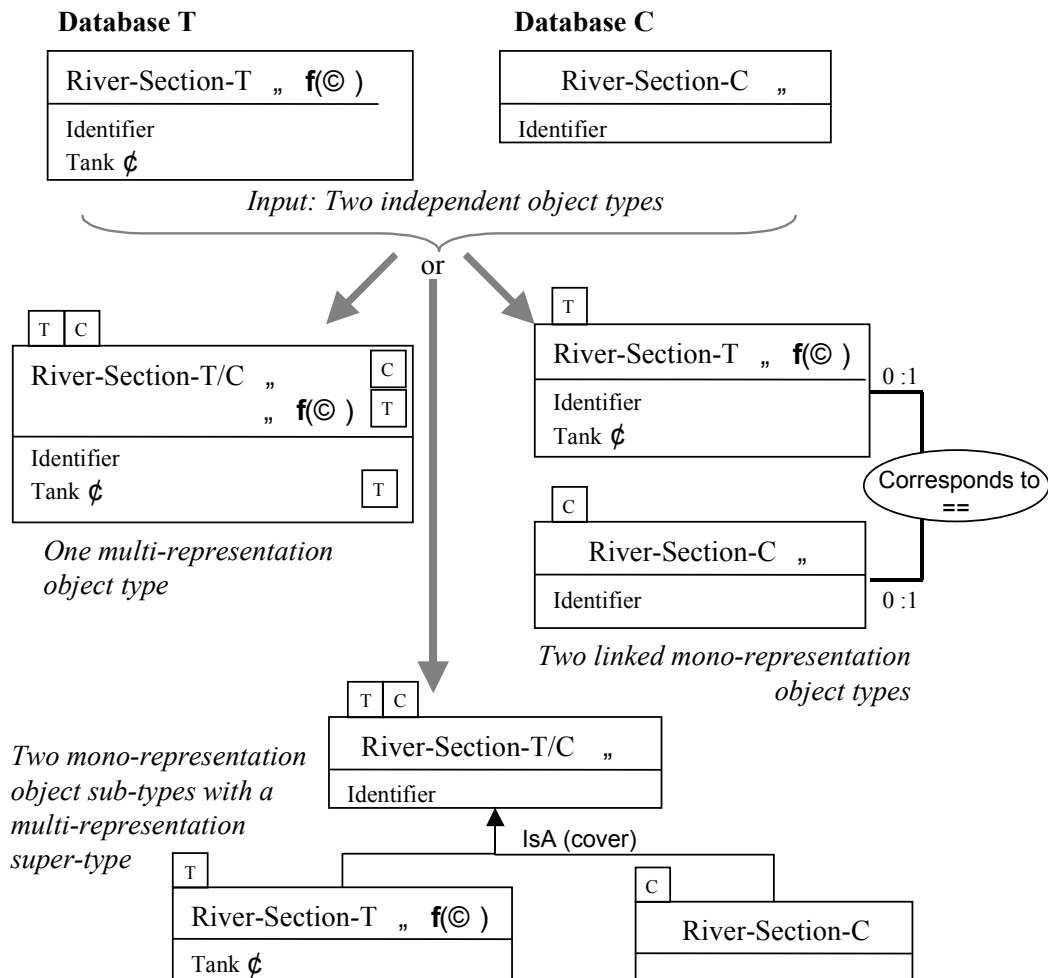 Database T
Database C
River-Section-T „ f(© )
Identifier
Tank ₵
River-Section-C „
Identifier
Input: Two independent object types
or
T C
River-Section-T/C „ C
„ f(© ) T
Identifier
Tank ₵ T
One multi-representation
object type
T
River-Section-T „ f(© )
Identifier
Tank ₵
0 :1
Corresponds to
==
C
River-Section-C „
Identifier
0 :1
Two linked mono-representation
object types
T C
River-Section-T/C „
Identifier
Two mono-representation
object sub-types with a
multi-representation
super-type
IsA (cover)
T
River-Section-T „ f(© )
Tank ₵
C
River-Section-C